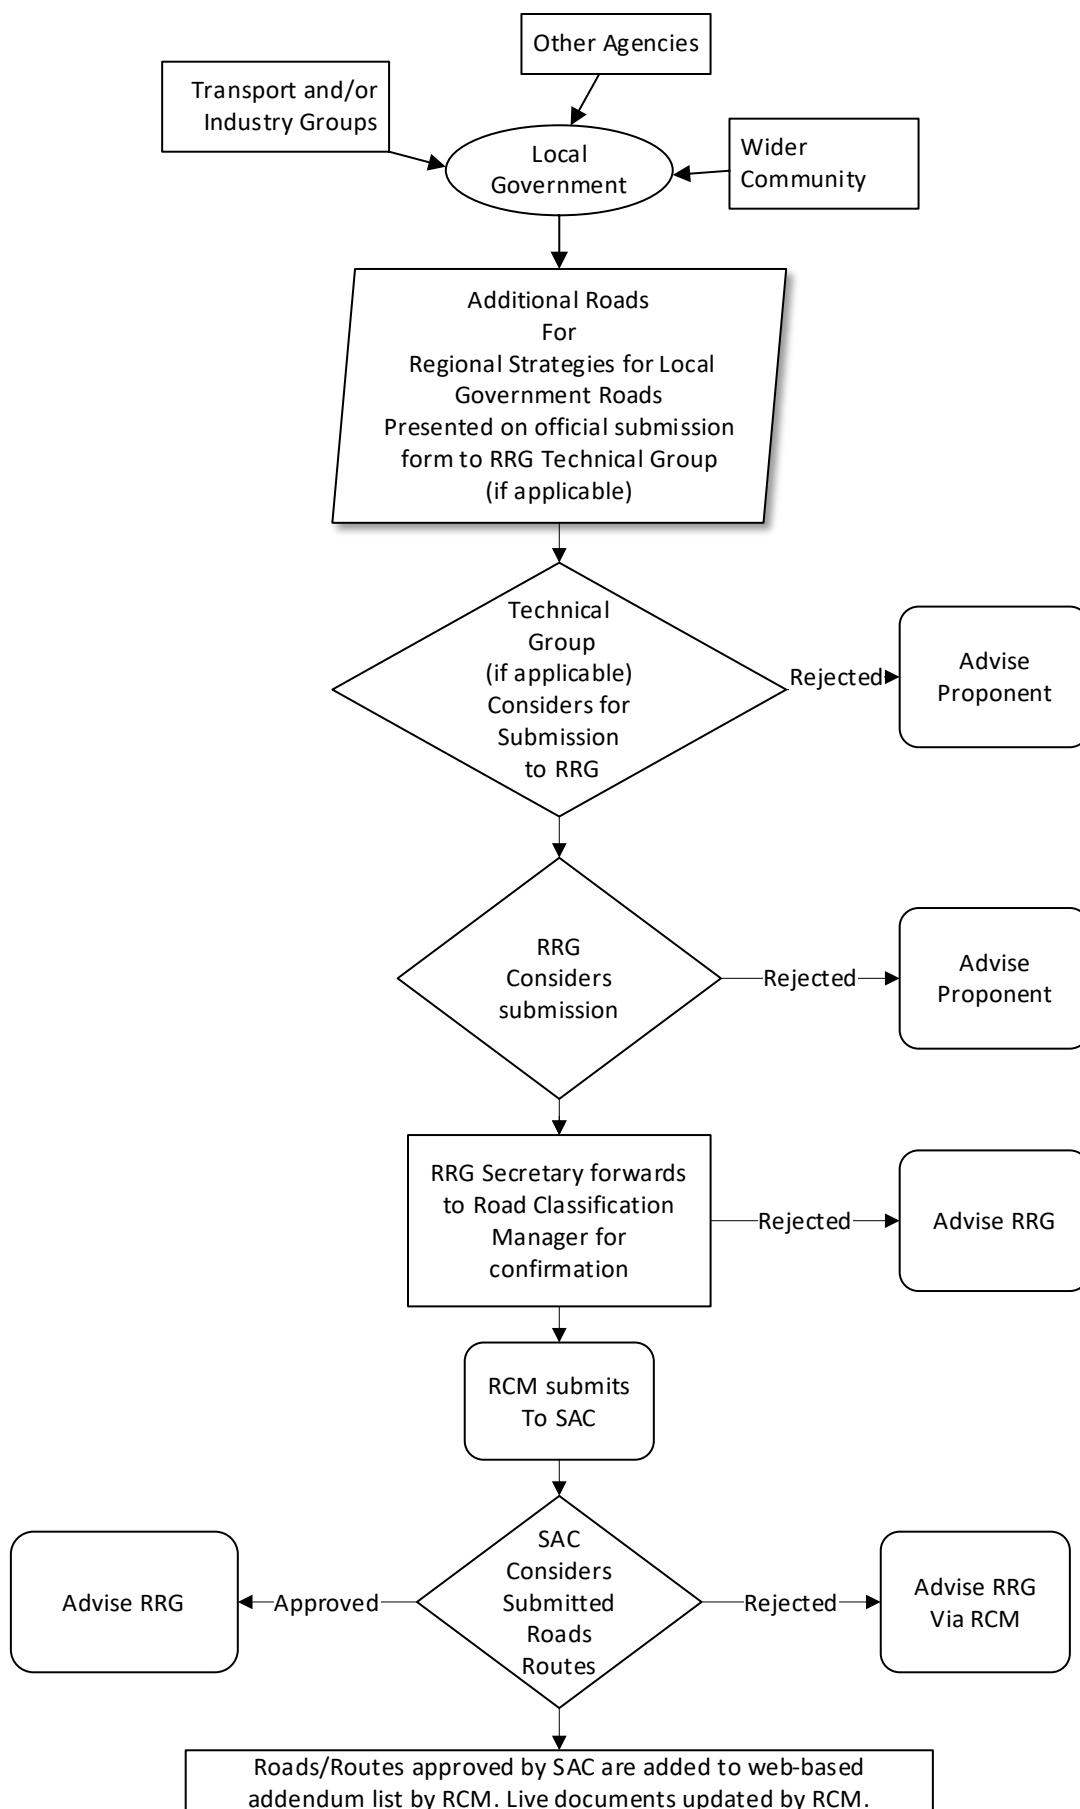 Other Agencies
Transport and/or
Industry Groups
Local
Government
Wider
Community
Additional Roads
For
Regional Strategies for Local
Government Roads
Presented on official submission
form to RRG Technical Group
(if applicable)
Technical
Group
(if applicable)
Considers for
Submission
to RRG
Rejected
Advise
Proponent
RRG
Considers
submission
Rejected
Advise
Proponent
RRG Secretary forwards
to Road Classification
Manager for
confirmation
Rejected
Advise RRG
RCM submits
To SAC
Advise RRG
Approved
SAC
Considers
Submitted
Roads
Routes
Rejected
Advise RRG
Via RCM
Roads/Routes approved by SAC are added to web-based
addendum list by RCM. Live documents updated by RCM.